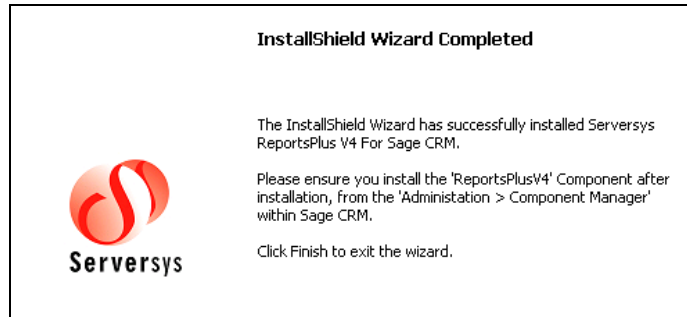 InstallShield Wizard Completed
The InstallShield Wizard has successfully installed Serversys
ReportsPlus V4 For Sage CRM.
Please ensure you install the 'ReportsPlusV4' Component after
installation, from the 'Administation > Component Manager'
within Sage CRM.
Click Finish to exit the wizard.
Serversys